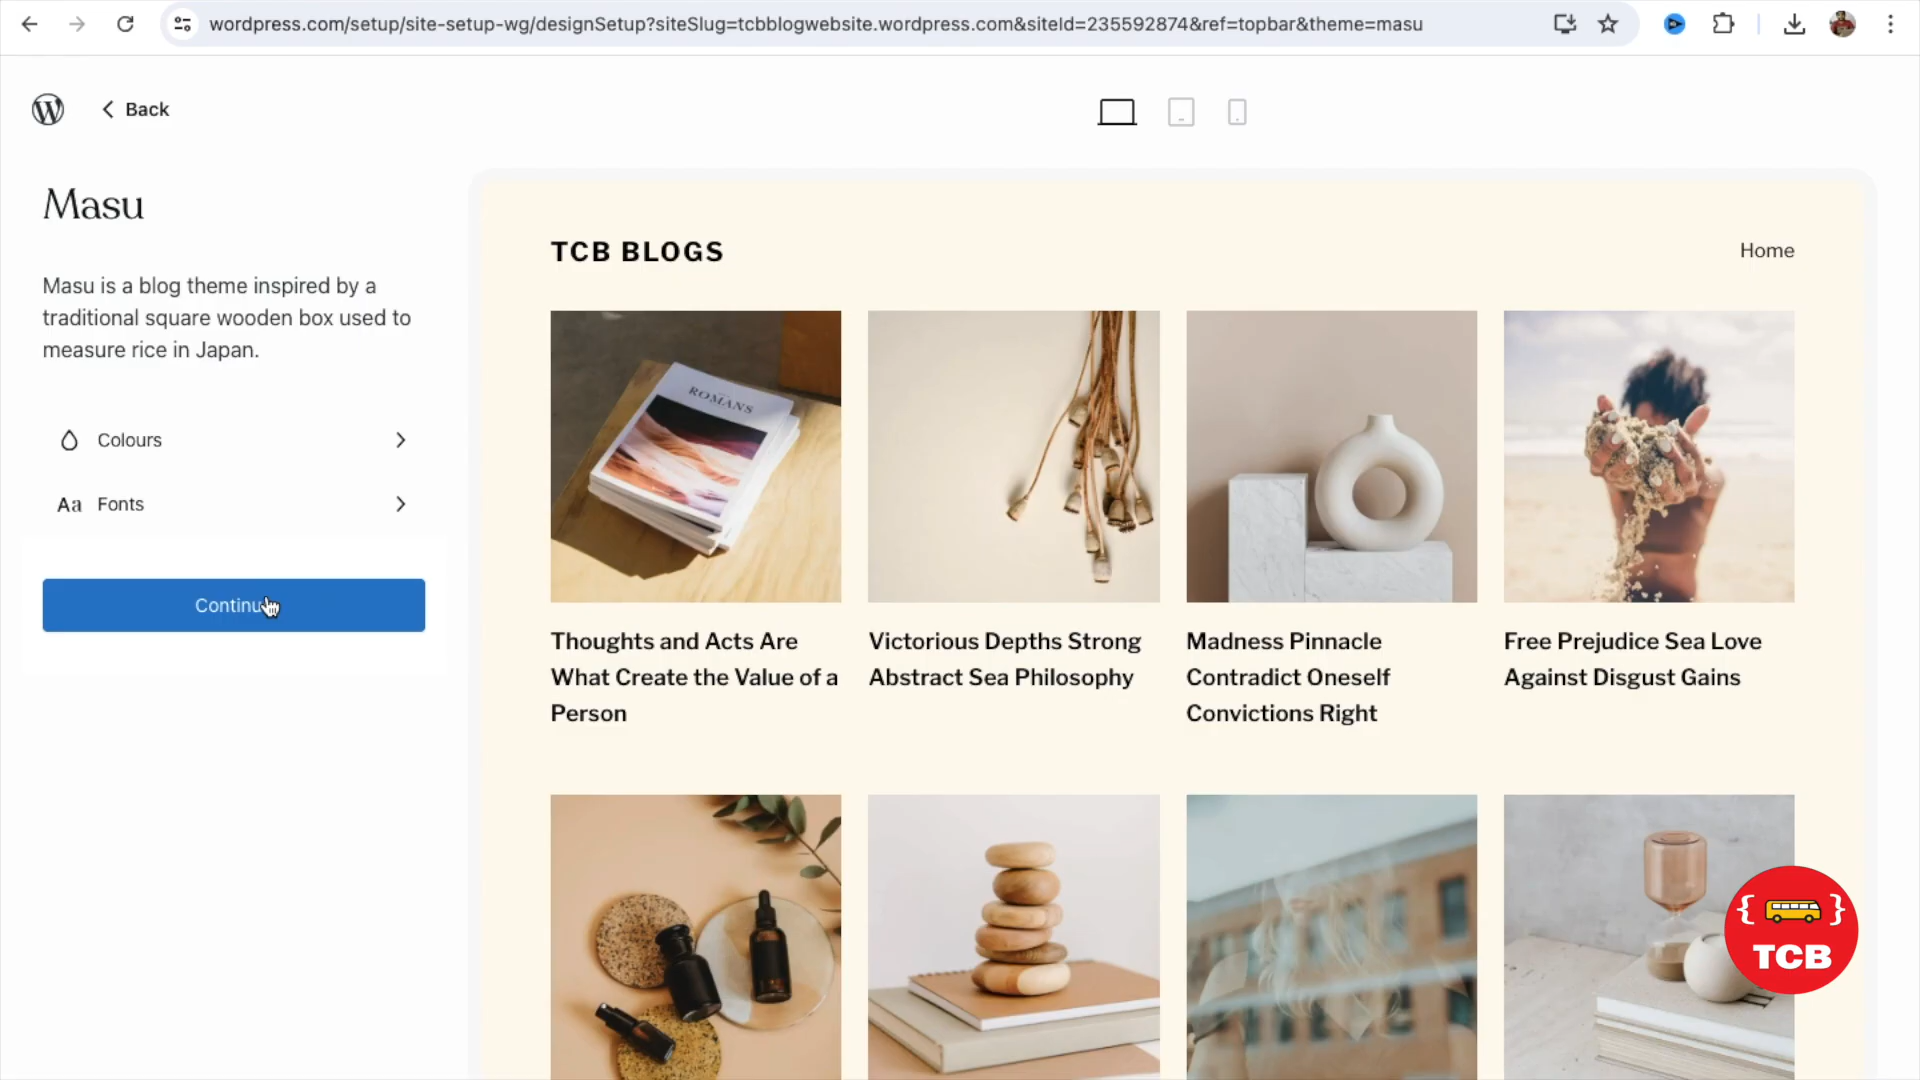 wordpress.com/setup/site-setup-wg/designSetup?siteSlug=tcbblogwebsite.wordpress.com&siteId=235592874&ref=topbar&theme=masu
Back
Masu
Masu is a blog theme inspired by a
traditional square wooden box used to
measure rice in Japan.
Colours
Aa Fonts
Continue
TCB BLOGS
Home
ROMANS
Thoughts and Acts Are
What Create the Value of a
Person
Victorious Depths Strong
Abstract Sea Philosophy
Madness Pinnacle
Contradict Oneself
Convictions Right
Free Prejudice Sea Love
Against Disgust Gains
TCB